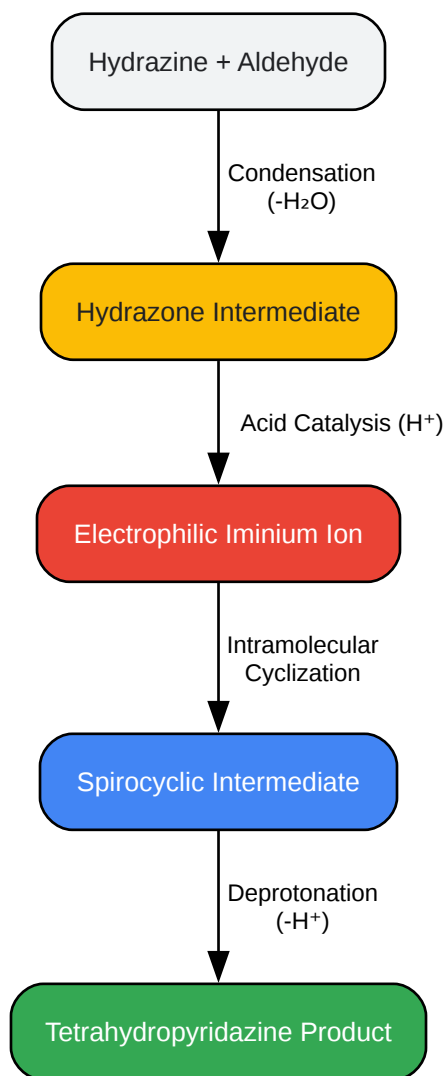 Hydrazine + Aldehyde
Condensation
(-H₂O)
Hydrazone Intermediate
Acid Catalysis (H⁺)
Electrophilic Iminium Ion
Intramolecular
Cyclization
Spirocyclic Intermediate
Deprotonation
(-H⁺)
Tetrahydropyridazine Product